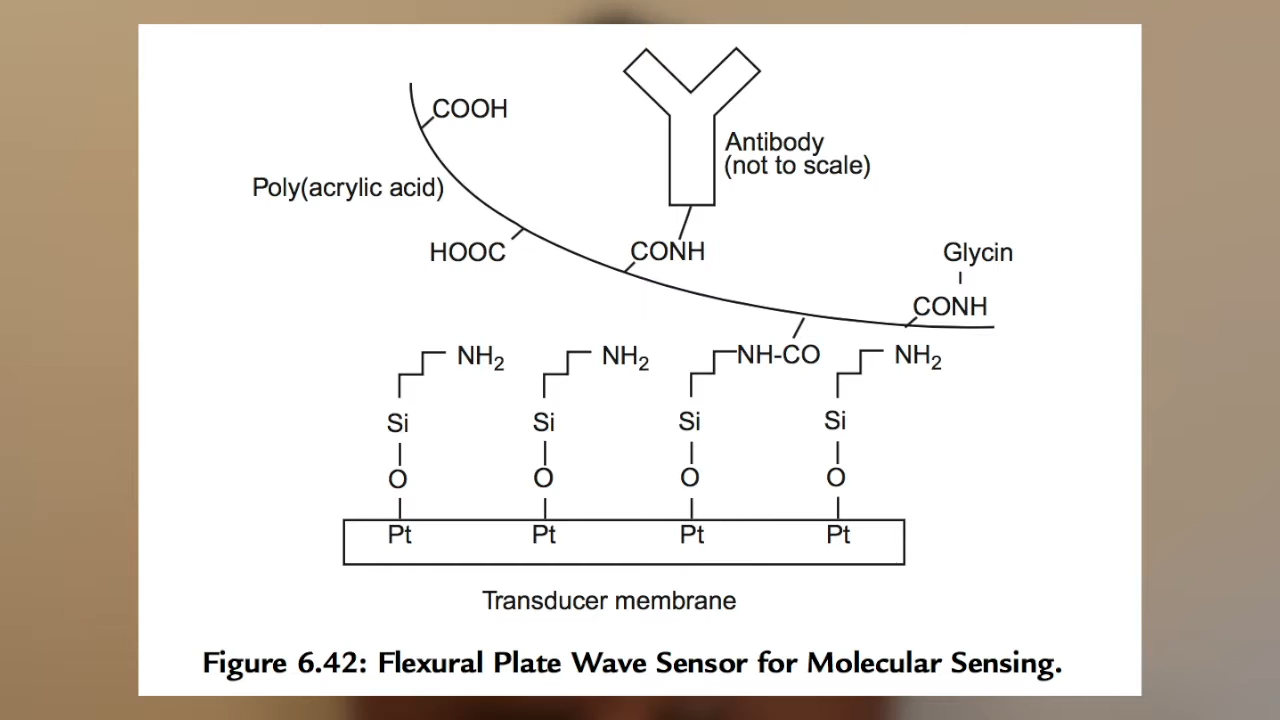 COOH
Antibody
(not to scale)
Poly(acrylic acid)
HOOC
CONH
Glycin
CONH
NH2
NH2
NH-CO
NH2
Si
Si
Si
Si
O
O
O
O
Pt
Pt
Pt
Pt
Transducer membrane
Figure 6.42: Flexural Plate Wave Sensor for Molecular Sensing.